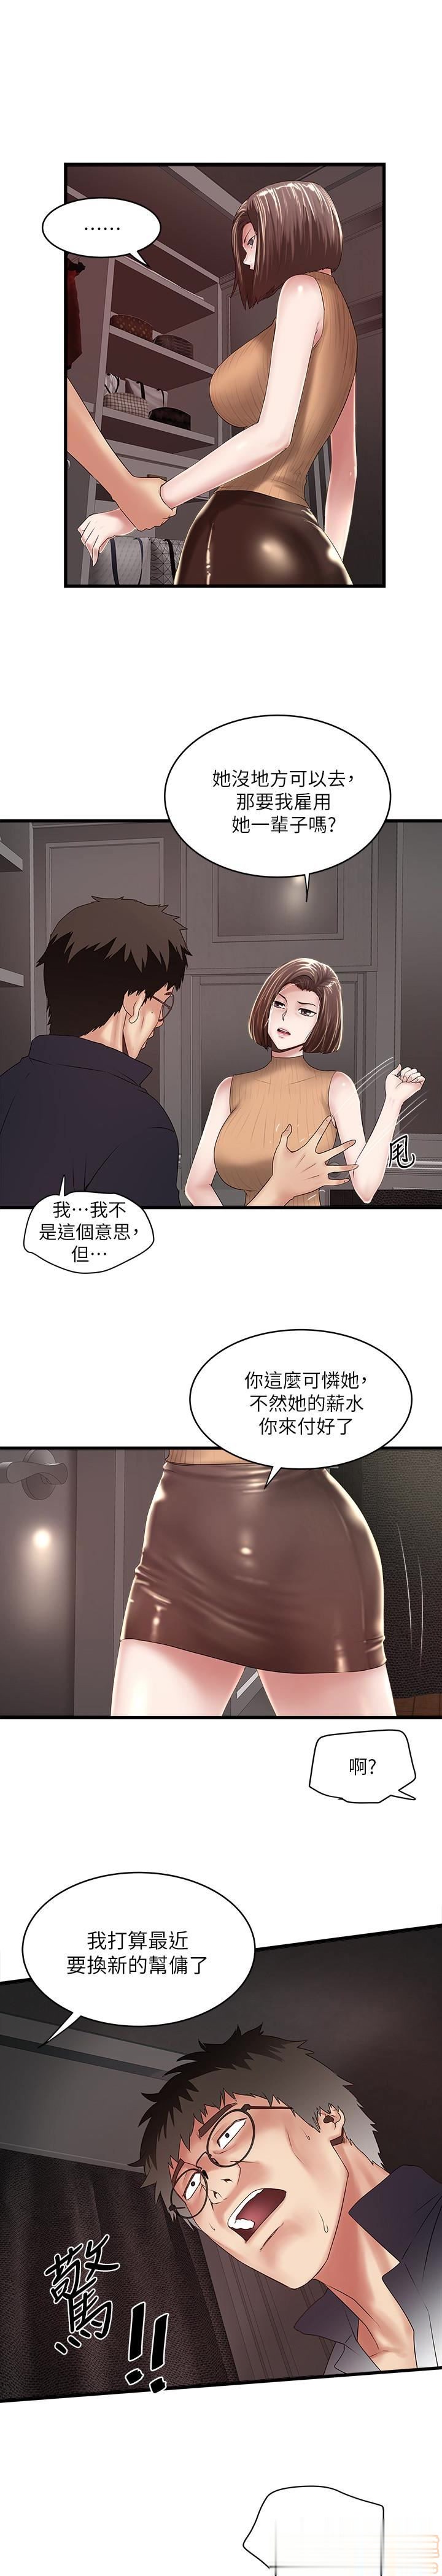 ⋯⋯
她沒地方可以去，
那要我雇用
她一輩子嗎?
甩
我⋯我不
是這個意思，
但⋯
你這麼可憐她，
不然她的薪水
你來付好了
啊?
我打算最近
要換新的幫傭了
驚!!